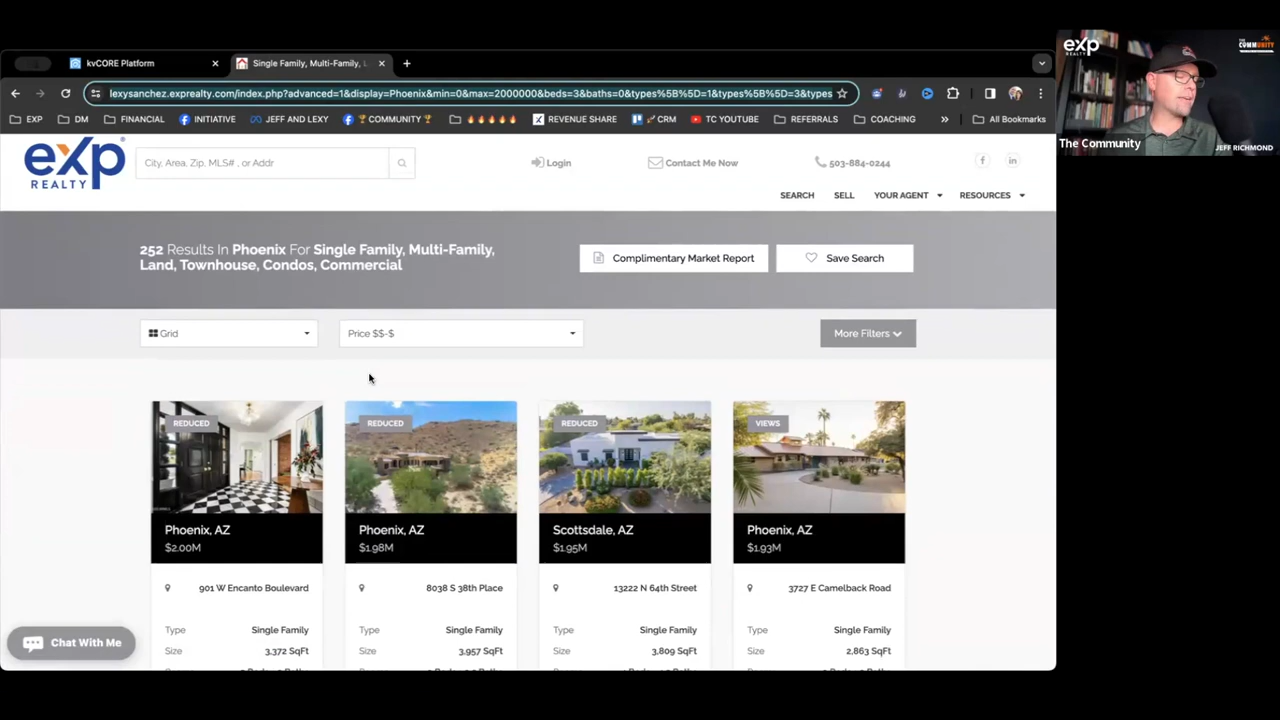 kvCORE Platform
Single Family, Multi-Family, L
lexysanchez.exprealty.com/index.php?advanced=1&display=Phoenix&min=0&max=2000000&beds=3&baths=0&types%5B%5D=1&types%5B%5D=3&types
EXP
DM
FINANCIAL
INITIATIVE
JEFF AND LEXY
COMMUNITY
REVENUE SHARE
CRM
TC YOUTUBE
REFERRALS
COACHING
»
All Bookmarks
eXp
REALTY
City, Area, Zip, MLS# , or Addr
Login
Contact Me Now
503-884-0244
SEARCH
SELL
YOUR AGENT
RESOURCES
252 Results In Phoenix For Single Family, Multi-Family,
Land, Townhouse, Condos, Commercial
Complimentary Market Report
Save Search
Grid
Price $$-$
More Filters
REDUCED
REDUCED
REDUCED
VIEWS
Phoenix, AZ
$2.00M
Phoenix, AZ
$1.98M
Scottsdale, AZ
$1.95M
Phoenix, AZ
$1.93M
901 W Encanto Boulevard
8038 S 38th Place
13222 N 64th Street
3727 E Camelback Road
Type Single Family
Type Single Family
Type Single Family
Type Single Family
Size 3,372 SqFt
Size 3,957 SqFt
Size 3,809 SqFt
Size 2,863 SqFt
Chat With Me
exp
REALTY
THE
COMMUNITY
The Community
JEFF RICHMOND